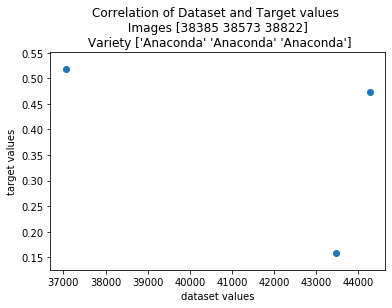 Correlation of Dataset and Target values
Images [38385 38573 38822]
Variety ['Anaconda' 'Anaconda' 'Anaconda']
0.55
0.50
0.45
0.40
0.35
0.30
0.25
0.20
0.15
target values
37000 38000 39000 40000 41000 42000 43000 44000
dataset values